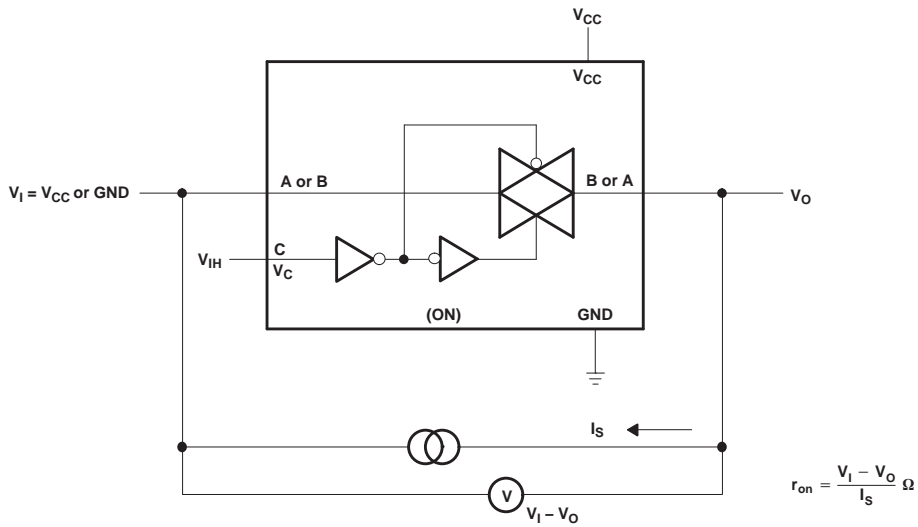 VCC
VCC
A or B
B or A
VI = VCC or GND
VO
VIH
C
VC
(ON)
GND
IS
V
VI – VO
ron = VI – VO / IS Ω